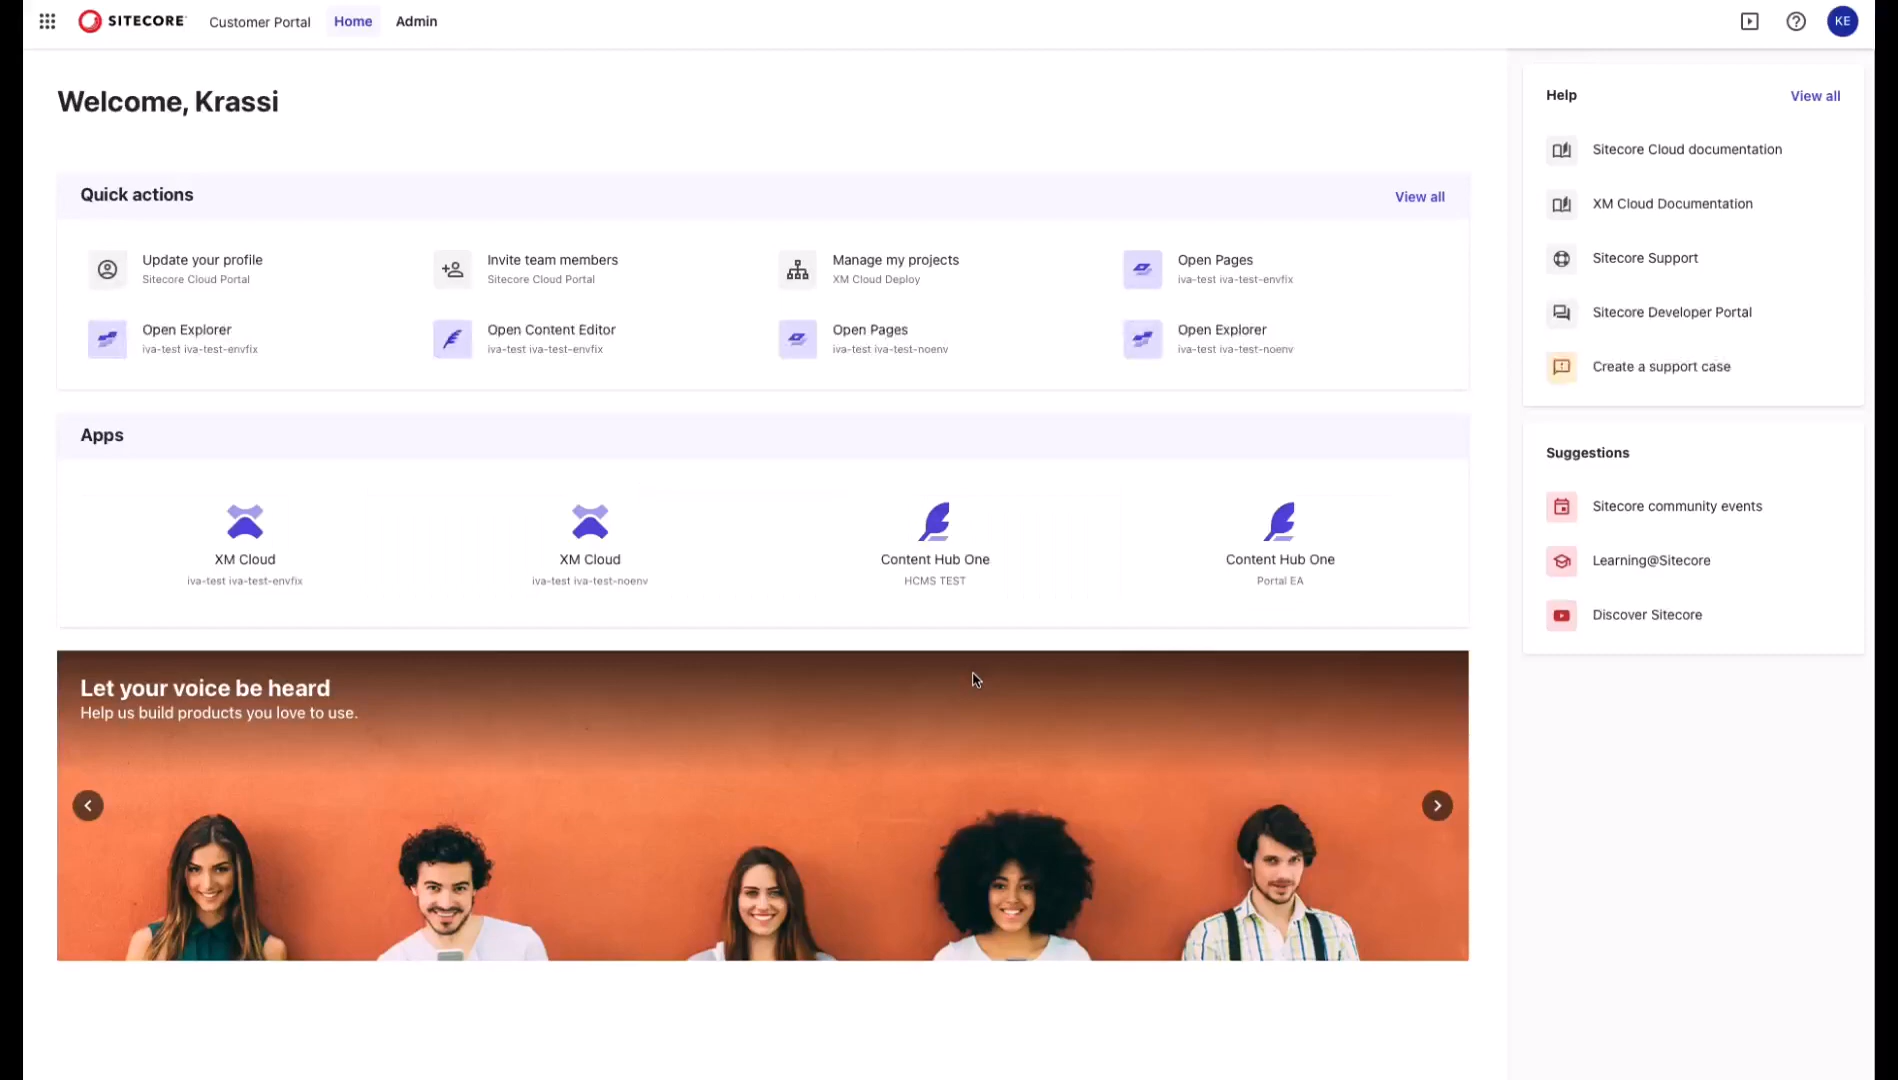 SITECORE Customer Portal Home Admin KE
Welcome, Krassi
Quick actions View all
Update your profile
Sitecore Cloud Portal
Invite team members
Sitecore Cloud Portal
Manage my projects
XM Cloud Deploy
Open Pages
iva-test iva-test-envfix
Open Explorer
iva-test iva-test-envfix
Open Content Editor
iva-test iva-test-envfix
Open Pages
iva-test iva-test-noenv
Open Explorer
iva-test iva-test-noenv
Apps
XM Cloud
iva-test iva-test-envfix
XM Cloud
iva-test iva-test-noenv
Content Hub One
HCMS TEST
Content Hub One
Portal EA
Let your voice be heard
Help us build products you love to use.
Help View all
Sitecore Cloud documentation
XM Cloud Documentation
Sitecore Support
Sitecore Developer Portal
Create a support case
Suggestions
Sitecore community events
Learning@Sitecore
Discover Sitecore